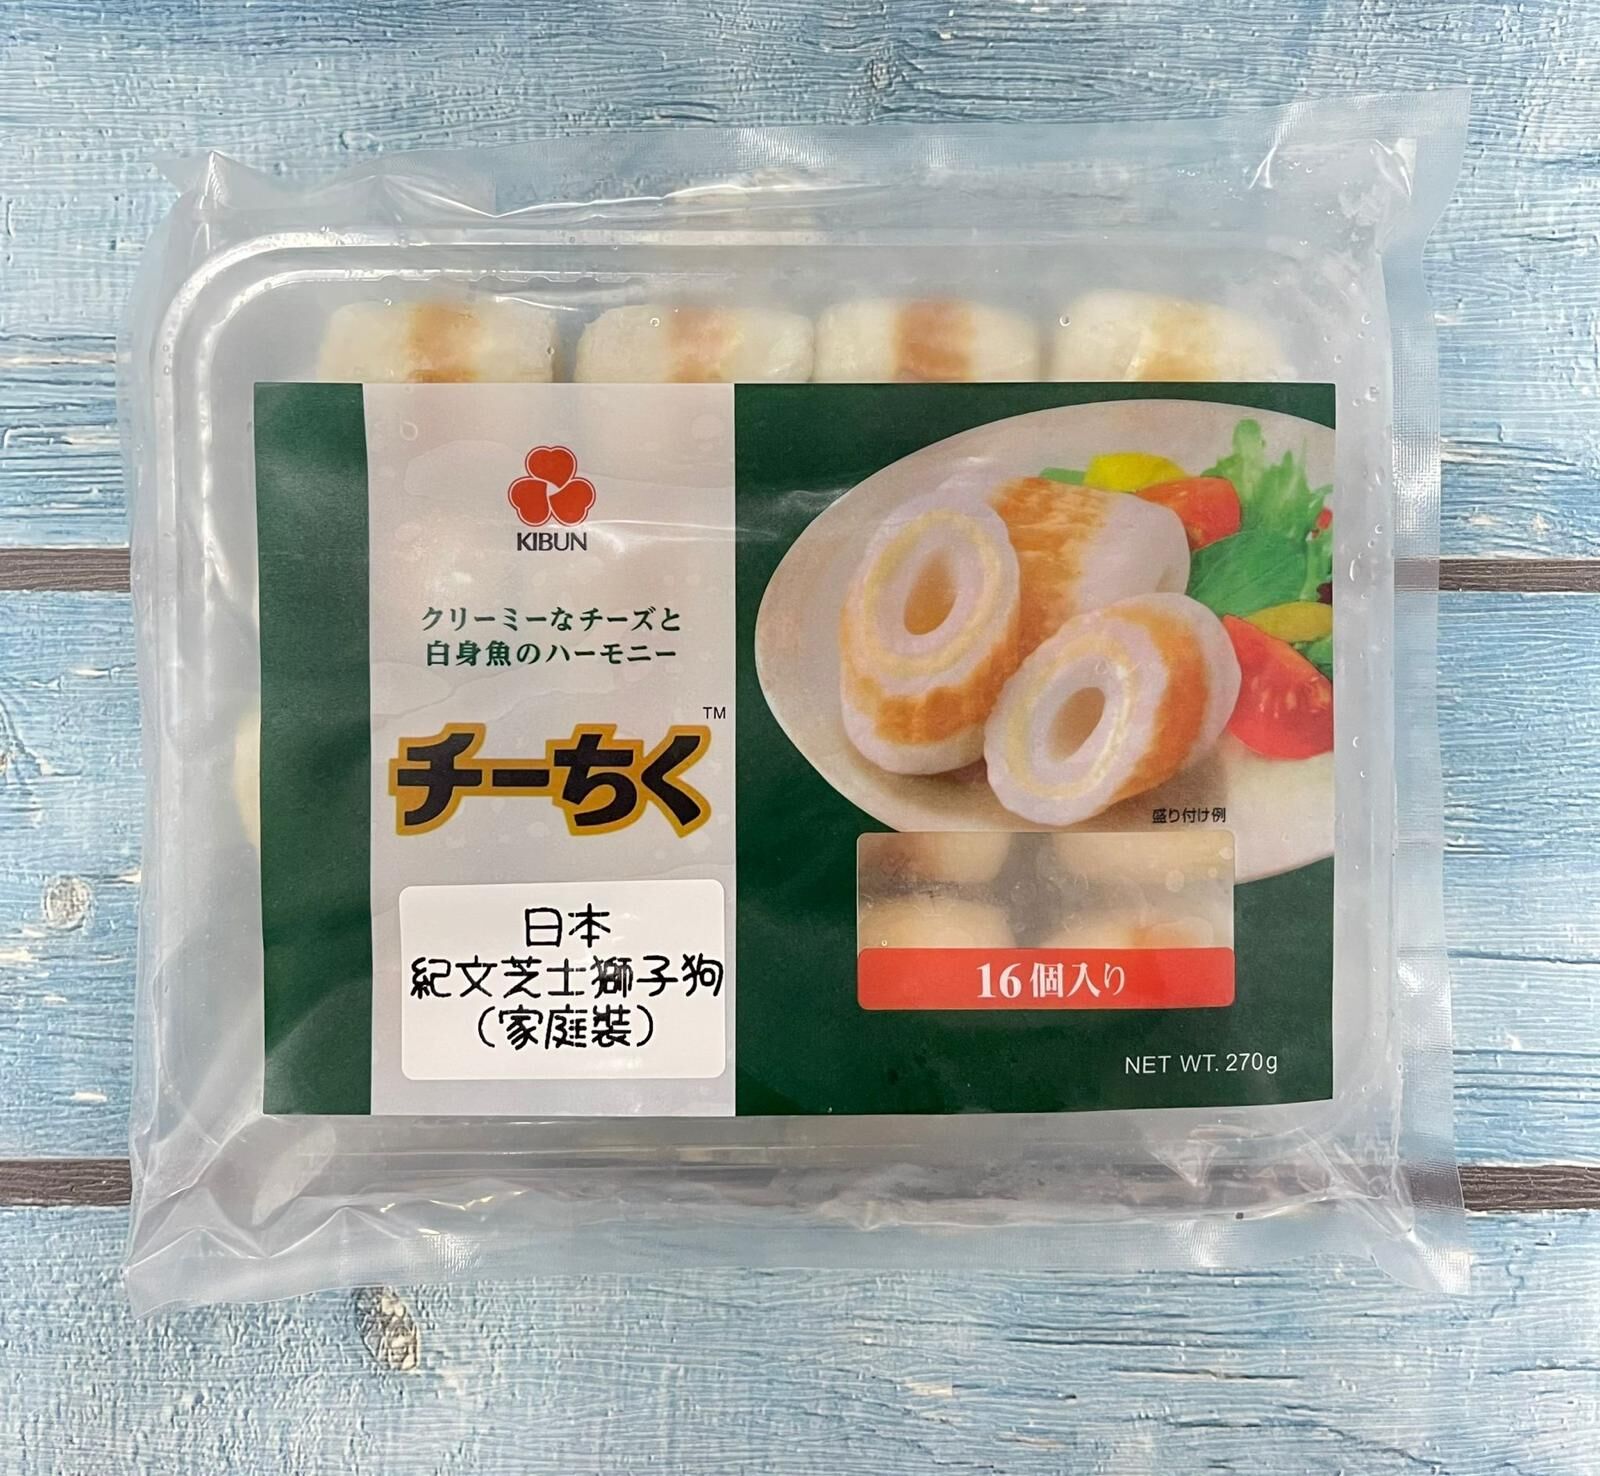 KIBUN
クリーミーなチーズと
白身魚のハーモニー
チーちく™
日本
紀文芝士獅子狗
（家庭裝）
盛り付け例
16個入り
NET WT. 270g